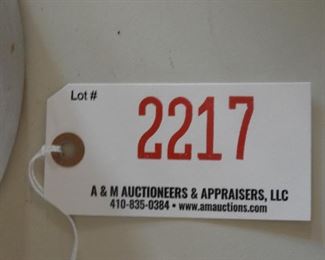 Lot #
2217
A & M AUCTIONEERS & APPRAISERS, LLC
410-835-0384 • www.amauctions.com